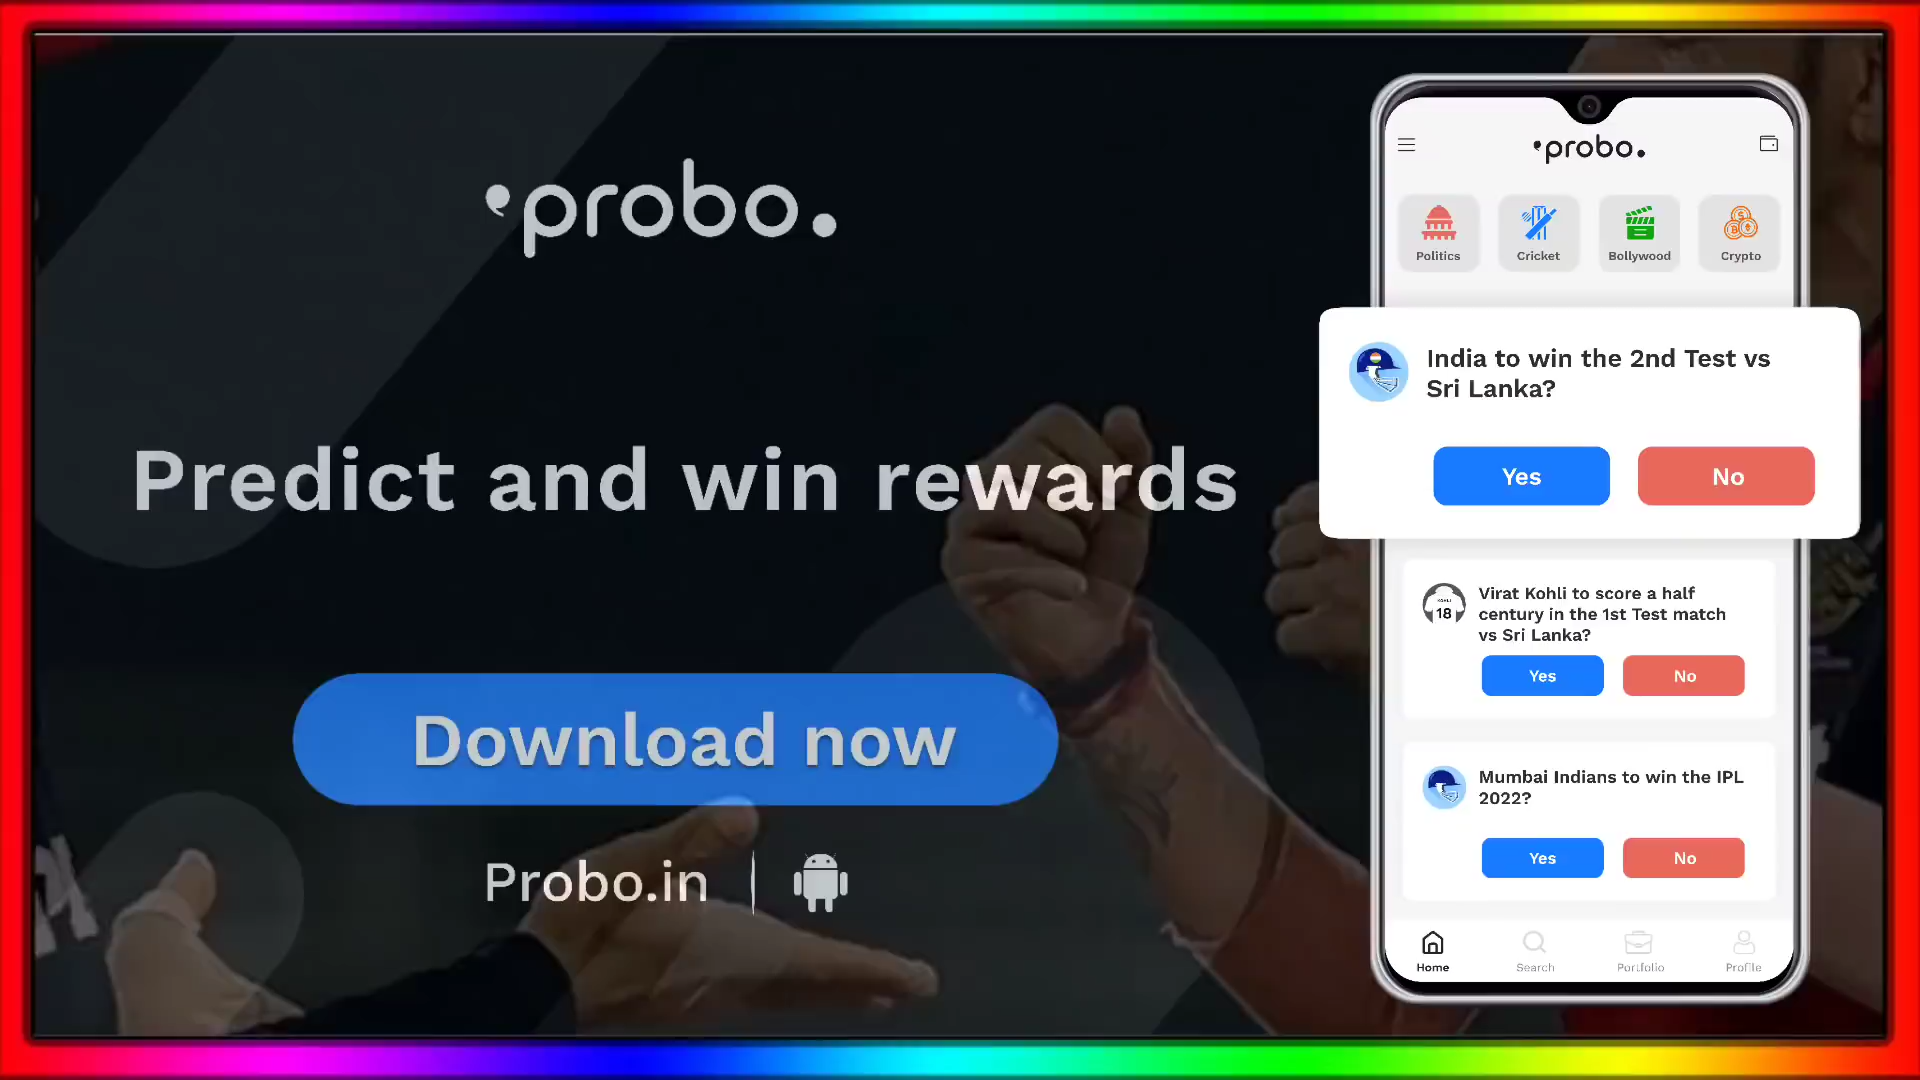 probo.
Predict and win rewards
Download now
Probo.in
probo.
Politics
Cricket
Bollywood
Crypto
India to win the 2nd Test vs
Sri Lanka?
Yes
No
KOHLI
18
Virat Kohli to score a half
century in the 1st Test match
vs Sri Lanka?
Yes
No
Mumbai Indians to win the IPL
2022?
Yes
No
Home
Search
Portfolio
Profile